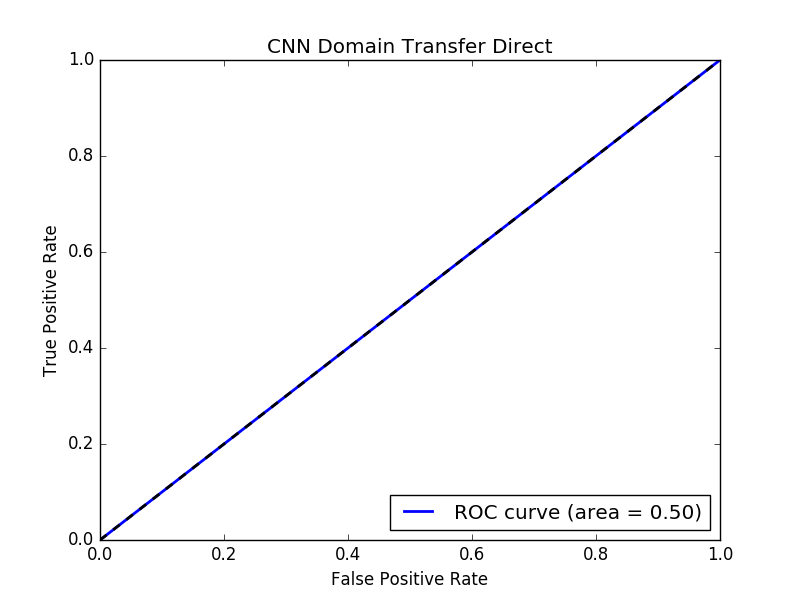 CNN Domain Transfer Direct
1.0
0.8
0.6
0.4
0.2
0.0
True Positive Rate
ROC curve (area = 0.50)
0.0 0.2 0.4 0.6 0.8 1.0
False Positive Rate